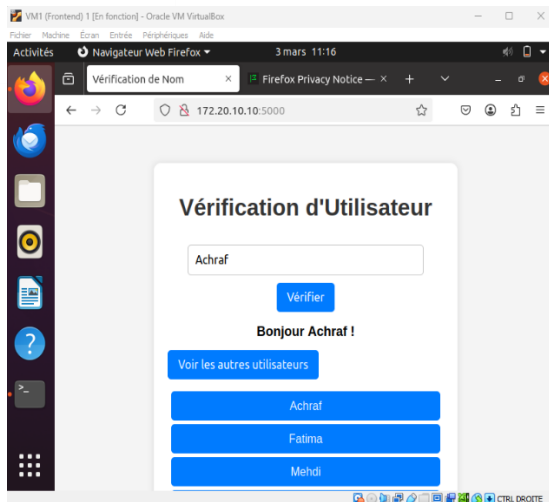 VM1 (Frontend) 1 [En fonction] - Oracle VM VirtualBox
Fichier Machine Écran Entrée Périphériques Aide
Activités Navigateur Web Firefox 3 mars 11:16
Vérification de Nom × Firefox Privacy Notice — ×
172.20.10.10:5000
Vérification d'Utilisateur
Achraf
Vérifier
Bonjour Achraf !
Voir les autres utilisateurs
Achraf
Fatima
Mehdi
CTRL DROITE